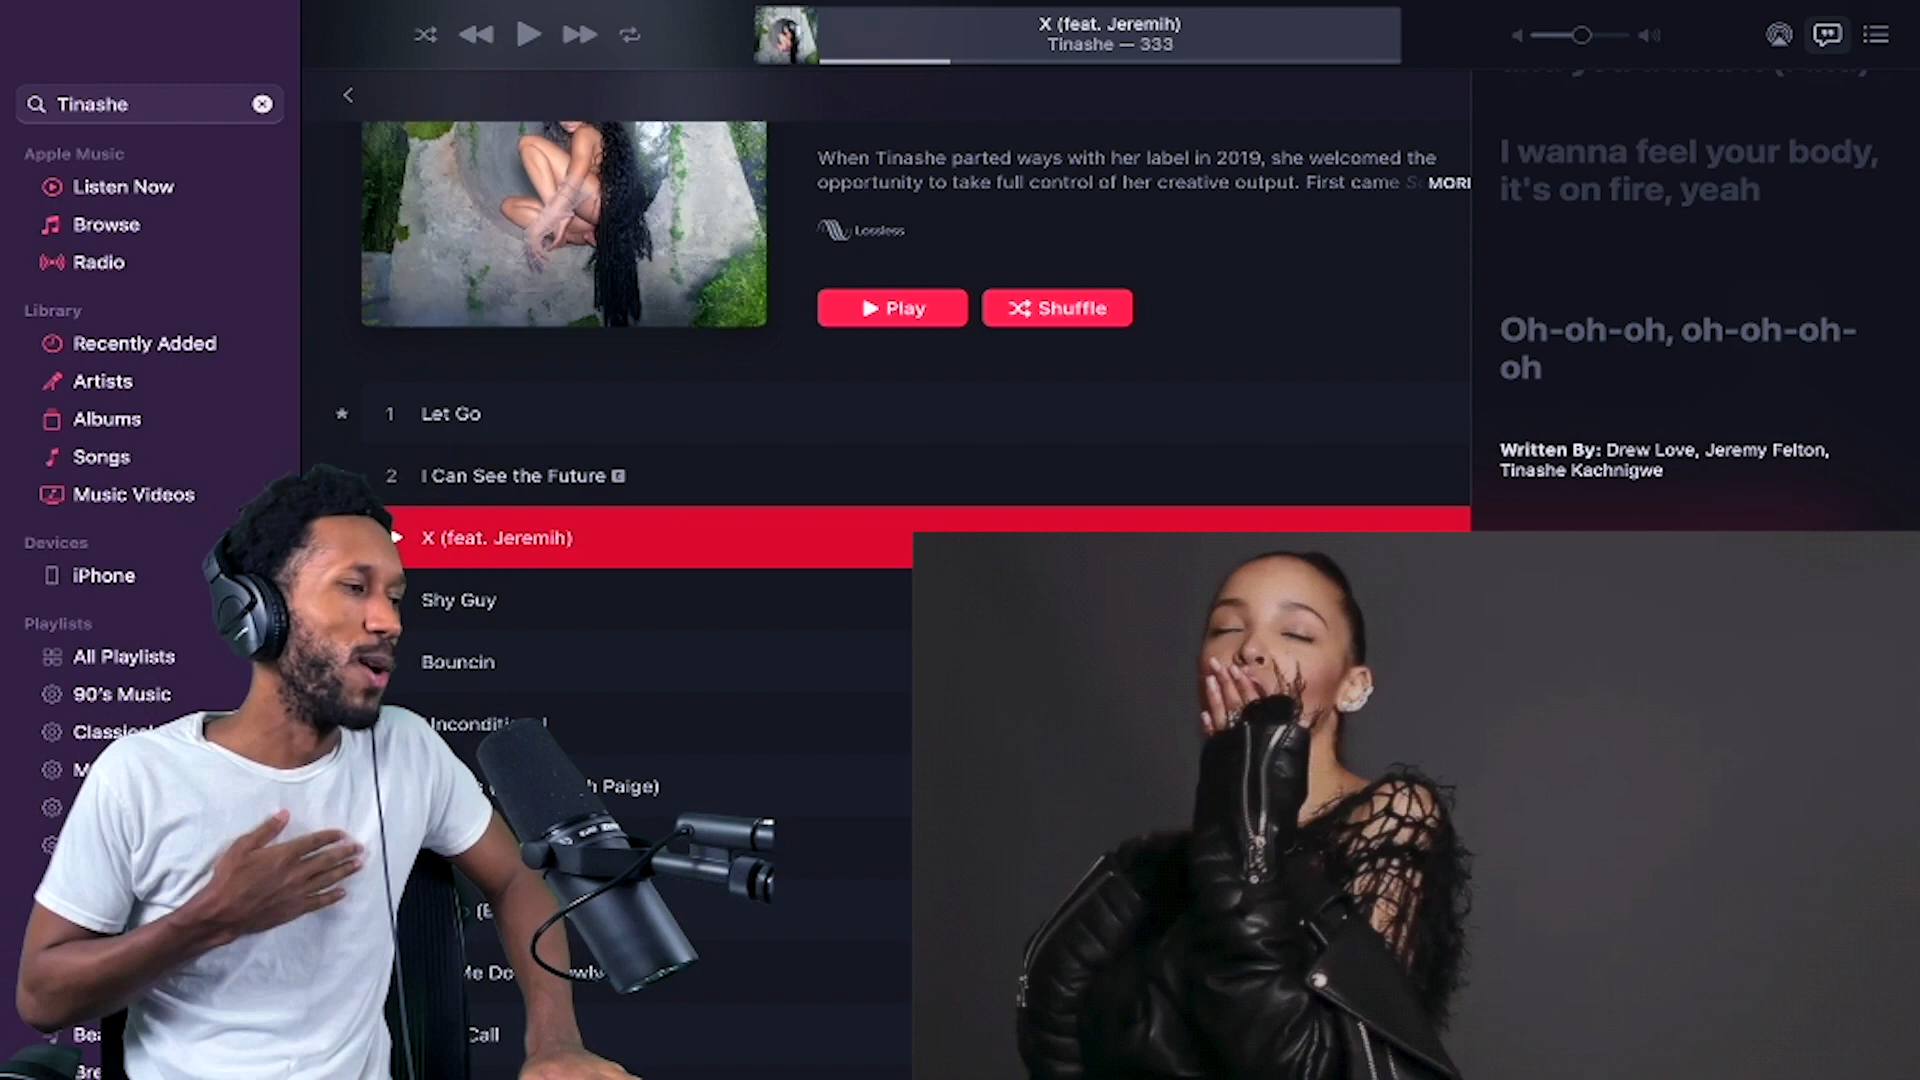 X (feat. Jeremih)
Tinashe — 333
Tinashe
Apple Music
Listen Now
Browse
Radio
Library
Recently Added
Artists
Albums
Songs
Music Videos
Devices
iPhone
Playlists
All Playlists
90's Music
When Tinashe parted ways with her label in 2019, she welcomed the
opportunity to take full control of her creative output. First came
Lossless
Play
Shuffle
* 1 Let Go
2 I Can See the Future E
X (feat. Jeremih)
Shy Guy
Bouncin
Paige)
Call
I wanna feel your body,
it's on fire, yeah
Oh-oh-oh, oh-oh-oh-
oh
Written By: Drew Love, Jeremy Felton,
Tinashe Kachnigwe